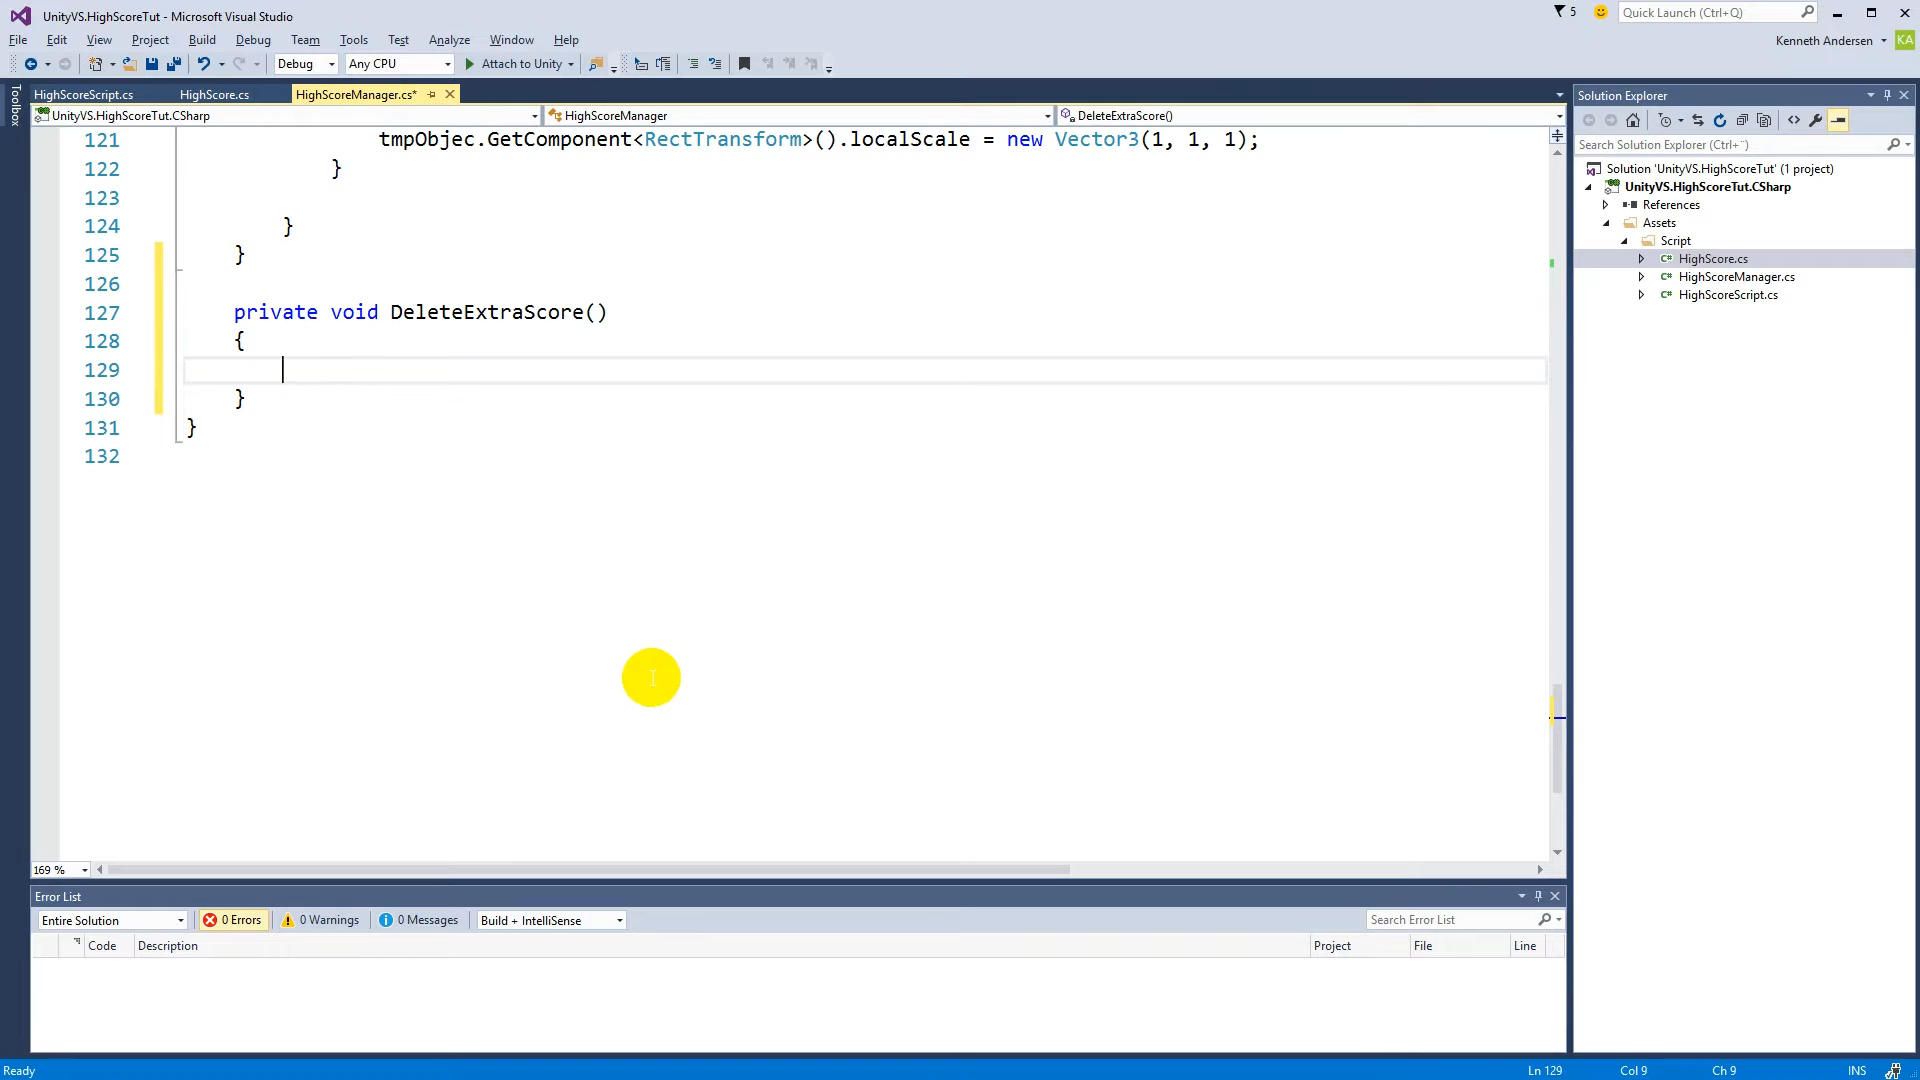 UnityVS.HighScoreTut - Microsoft Visual Studio
5
Quick Launch (Ctrl+Q)
File Edit View Project Build Debug Team Tools Test Analyze Window Help
Kenneth Andersen
KA
Debug
Any CPU
Attach to Unity
Toolbox
HighScoreScript.cs
HighScore.cs
HighScoreManager.cs*
UnityVS.HighScoreTut.CSharp
HighScoreManager
DeleteExtraScore()
121 tmpObjec.GetComponent<RectTransform>().localScale = new Vector3(1, 1, 1);
122 }
123
124 }
125 }
126
127 private void DeleteExtraScore()
128 {
129
130 }
131 }
132
169 %
Solution Explorer
Search Solution Explorer (Ctrl+¨)
Solution 'UnityVS.HighScoreTut' (1 project)
UnityVS.HighScoreTut.CSharp
References
Assets
Script
C# HighScore.cs
C# HighScoreManager.cs
C# HighScoreScript.cs
Error List
Entire Solution
0 Errors
0 Warnings
0 Messages
Build + IntelliSense
Search Error List
Code Description Project File Line
Ready Ln 129 Col 9 Ch 9 INS